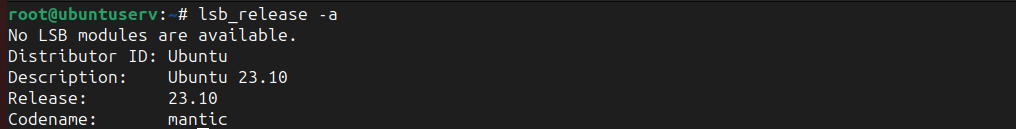 root@ubuntuserv:~# lsb_release -a
No LSB modules are available.
Distributor ID: Ubuntu
Description:    Ubuntu 23.10
Release:        23.10
Codename:       mantic